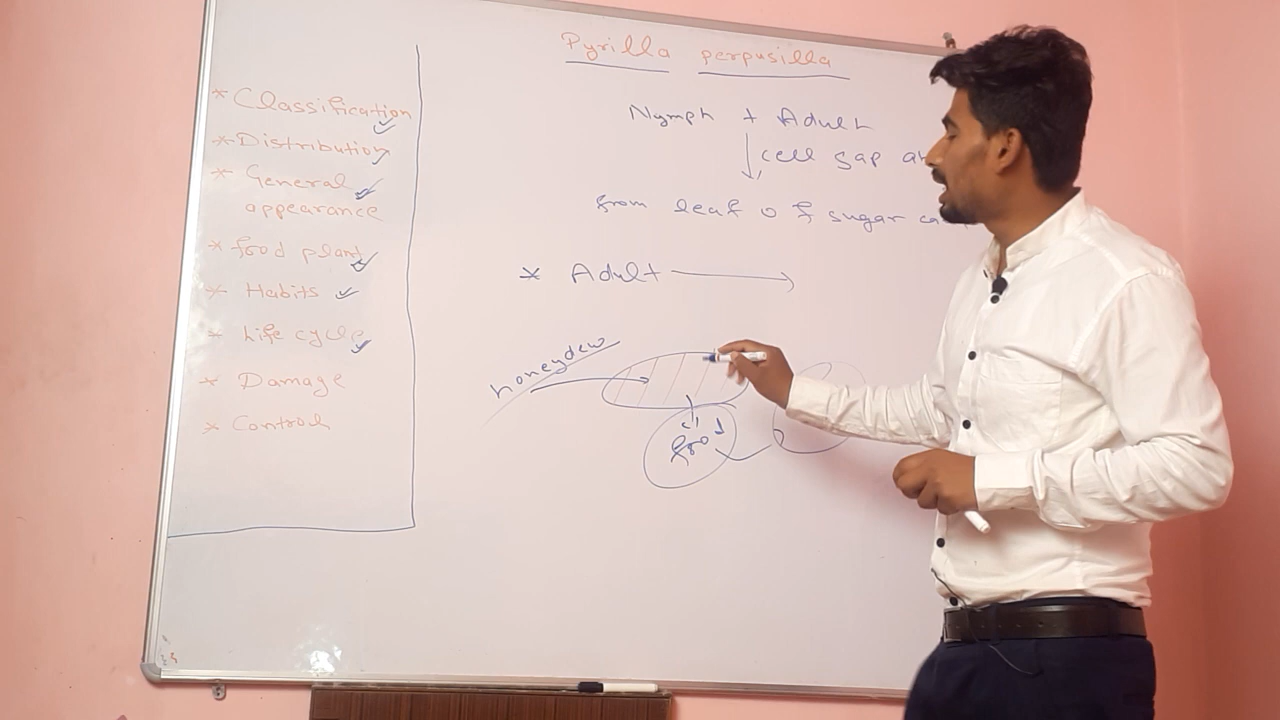 Pyrilla perpusilla
* Classification
* Distribution
* General
appearance
* food plant
* Habits
* Life cycle
* Damage
* Control
Nymph + Adult
cell sap
from leaf of sugar
* Adult
honeydew
food